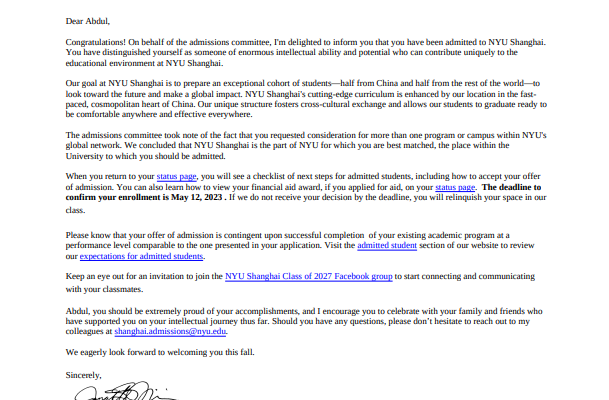 Dear Abdul,
Congratulations! On behalf of the admissions committee, I'm delighted to inform you that you have been admitted to NYU Shanghai.
You have distinguished yourself as someone of enormous intellectual ability and potential who can contribute uniquely to the
educational environment at NYU Shanghai.
Our goal at NYU Shanghai is to prepare an exceptional cohort of students—half from China and half from the rest of the world—to
look toward the future and make a global impact. NYU Shanghai's cutting-edge curriculum is enhanced by our location in the fast-
paced, cosmopolitan heart of China. Our unique structure fosters cross-cultural exchange and allows our students to graduate ready to
be comfortable anywhere and effective everywhere.
The admissions committee took note of the fact that you requested consideration for more than one program or campus within NYU's
global network. We concluded that NYU Shanghai is the part of NYU for which you are best matched, the place within the
University to which you should be admitted.
When you return to your status page, you will see a checklist of next steps for admitted students, including how to accept your offer
of admission. You can also learn how to view your financial aid award, if you applied for aid, on your status page. The deadline to
confirm your enrollment is May 12, 2023 . If we do not receive your decision by the deadline, you will relinquish your space in our
class.
Please know that your offer of admission is contingent upon successful completion of your existing academic program at a
performance level comparable to the one presented in your application. Visit the admitted student section of our website to review
our expectations for admitted students.
Keep an eye out for an invitation to join the NYU Shanghai Class of 2027 Facebook group to start connecting and communicating
with your classmates.
Abdul, you should be extremely proud of your accomplishments, and I encourage you to celebrate with your family and friends who
have supported you on your intellectual journey thus far. Should you have any questions, please don’t hesitate to reach out to my
colleagues at shanghai.admissions@nyu.edu.
We eagerly look forward to welcoming you this fall.
Sincerely,